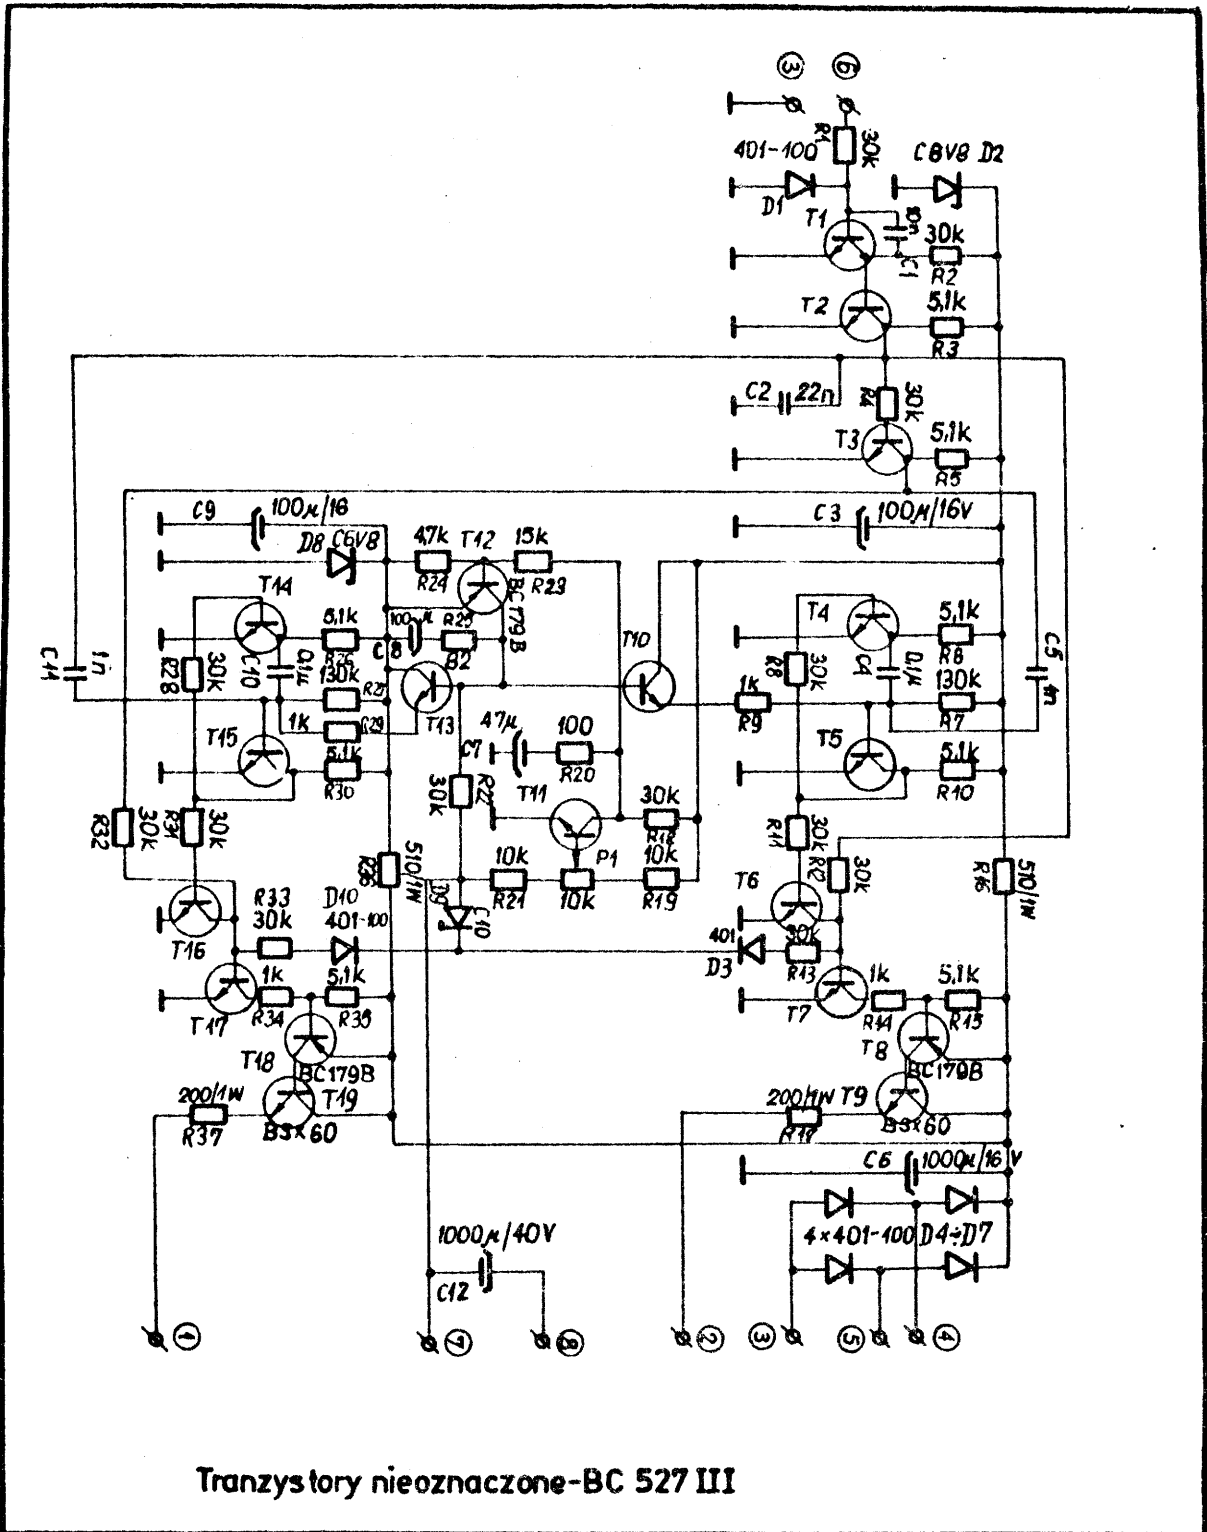 ③ ⑥
R1 30k
401-100 C6V8 D2
D1 T1 10n 30k
C1 R2
T2 5,1k
R3
C2 22n R4 30k
T3 5,1k
R5
C9 100μ/16 C3 100μ/16V
D8 C6V8 4,7k T12 15k
R24 R23
BC179B
T14 5,1k 100μ R25 T10 T4 5,1k C5
C11 1n R28 30k C10 0,1μ R26 C8 82 R8 30k C4 0,1μ R6 1n
130k R27 T13 1k 130k
1k R29 47μ 100 R9 R7
T15 5,1k C7 R20 T5 5,1k
R30 30k R22 T11 R10
R32 30k R31 30k 30k R11 30k
R18
R36 510/1W 10k P1 10k R12 30k R16 510/1W
D9 R21 10k R19 T6
C10
T16 R33 D10 401 30k
30k 401-100 D3 R13
1k 5,1k 1k 5,1k
T17 R34 R35 T7 R14 R15
T18 T8
BC179B BC179B
200/1W T19 200/1W T9
R37 BSx60 R17 BSx60
C6 1000μ/16V
1000μ/40V 4×401-100 D4÷D7
C12
① ⑦ ⑧ ② ③ ⑤ ④
Tranzystory nieoznaczone-BC 527 III